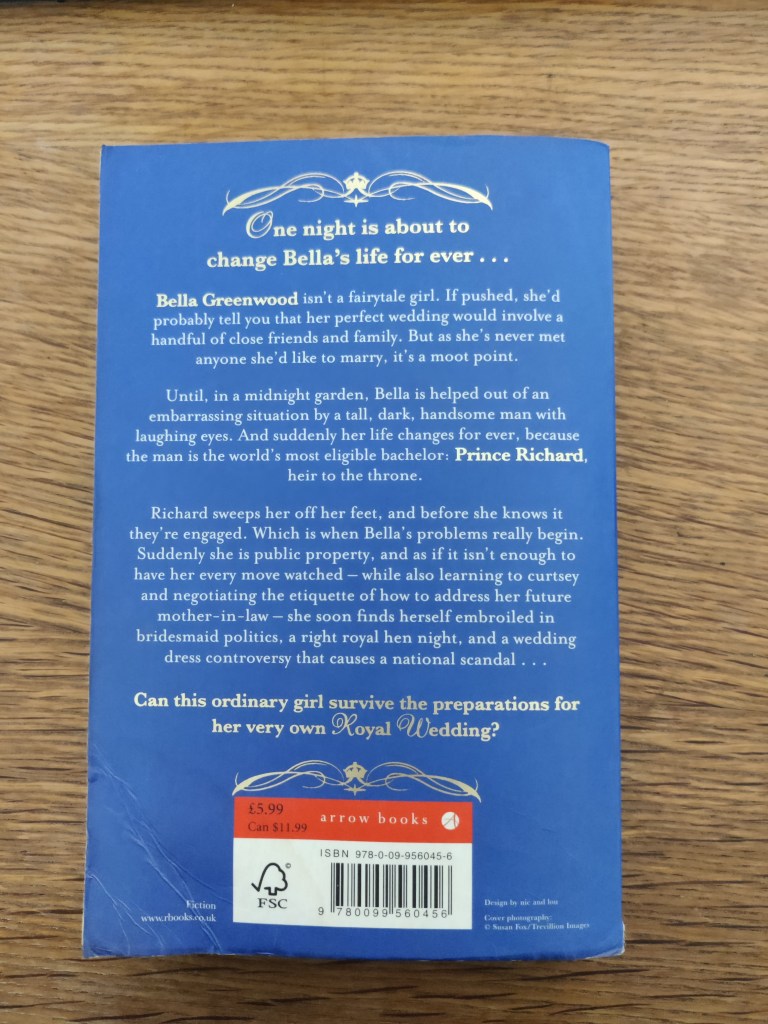 One night is about to
change Bella's life for ever . . .
Bella Greenwood isn't a fairytale girl. If pushed, she'd
probably tell you that her perfect wedding would involve a
handful of close friends and family. But as she's never met
anyone she'd like to marry, it's a moot point.
Until, in a midnight garden, Bella is helped out of an
embarrassing situation by a tall, dark, handsome man with
laughing eyes. And suddenly her life changes for ever, because
the man is the world's most eligible bachelor: Prince Richard,
heir to the throne.
Richard sweeps her off her feet, and before she knows it
they're engaged. Which is when Bella's problems really begin.
Suddenly she is public property, and as if it isn't enough to
have her every move watched – while also learning to curtsey
and negotiating the etiquette of how to address her future
mother-in-law – she soon finds herself embroiled in
bridesmaid politics, a right royal hen night, and a wedding
dress controversy that causes a national scandal . . .
Can this ordinary girl survive the preparations for
her very own Royal Wedding?
£5.99
Can $11.99
arrow books
A
ISBN 978-0-09-956045-6
©
FSC
9 780099 560456
Fiction
www.rbooks.co.uk
Design by nic and lou
Cover photography:
© Susan Fox/Trevillion Images